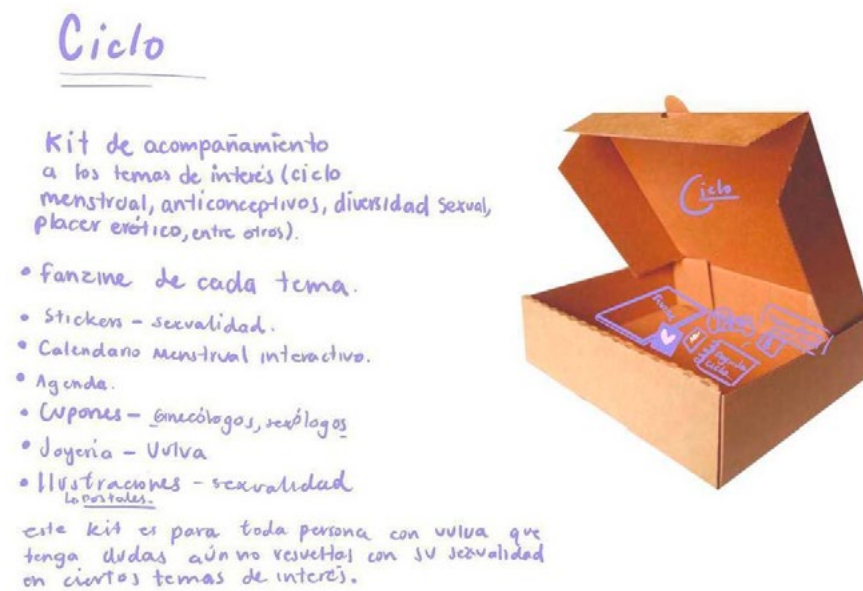 Ciclo
Kit de acompañamiento
a los temas de interés (ciclo
menstrual, anticonceptivos, diversidad sexual,
placer erótico, entre otros).
• fanzine de cada tema.
• Stickers - sexualidad.
• Calendario menstrual interactivo.
• Agenda.
• Cupones - Ginecólogos, sexólogos
• Joyería - Vulva
• Ilustraciones - sexualidad
↳ postales.
este kit es para toda persona con vulva que
tenga dudas aún no resueltas con su sexualidad
en ciertos temas de interés.
Ciclo
Agenda
Ciclo